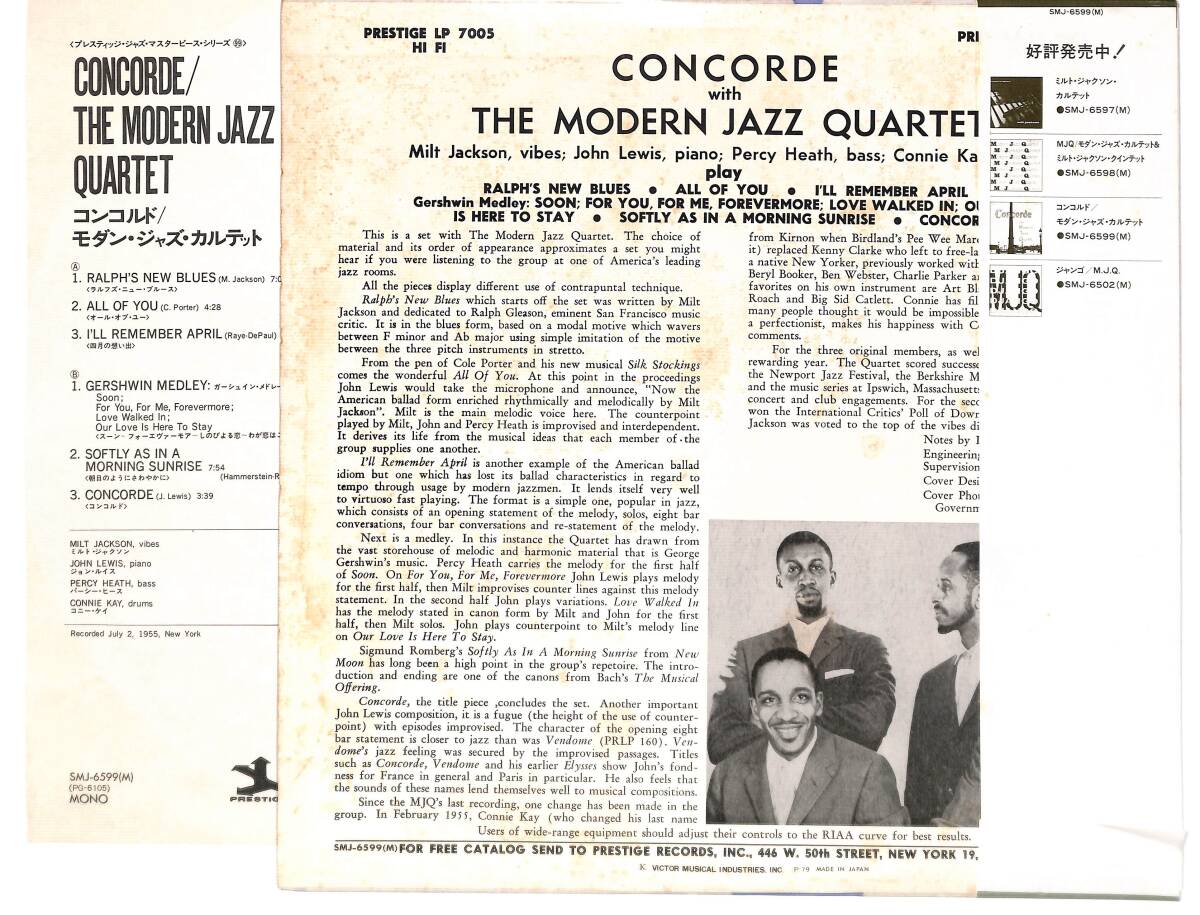 〈プレスティッジ・ジャズ・マスターピース・シリーズ 99〉
CONCORDE/
THE MODERN JAZZ
QUARTET
コンコルド/
モダン・ジャズ・カルテット
Ⓐ
1. RALPH'S NEW BLUES (M. Jackson)
〈ラルフズ・ニュー・ブルース〉
2. ALL OF YOU (C. Porter) 4:28
〈オール・オブ・ユー〉
3. I'LL REMEMBER APRIL (Raye-DePaul)
〈四月の想い出〉
Ⓑ
1. GERSHWIN MEDLEY: ガーシュイン・メドレー
Soon;
For You, For Me, Forevermore;
Love Walked In;
Our Love Is Here To Stay
〈スーン－フォーエヴァーモアーしのびよる恋－わが恋は
2. SOFTLY AS IN A
MORNING SUNRISE 7:54
〈朝日のようにさわやかに〉 (Hammerstein-R
3. CONCORDE (J. Lewis) 3:39
〈コンコルド〉
MILT JACKSON, vibes
ミルト・ジャクソン
JOHN LEWIS, piano
ジョン・ルイス
PERCY HEATH, bass
パーシー・ヒース
CONNIE KAY, drums
コニー・ケイ
Recorded July 2, 1955, New York
SMJ-6599(M)
(PG-6105)
MONO
PRESTIG
PRESTIGE LP 7005
HI FI
PRE
CONCORDE
with
THE MODERN JAZZ QUARTET
Milt Jackson, vibes; John Lewis, piano; Percy Heath, bass; Connie Ka
play
RALPH'S NEW BLUES ● ALL OF YOU ● I'LL REMEMBER APRIL
Gershwin Medley: SOON; FOR YOU, FOR ME, FOREVERMORE; LOVE WALKED IN; OU
IS HERE TO STAY ● SOFTLY AS IN A MORNING SUNRISE ● CONCOR
This is a set with The Modern Jazz Quartet. The choice of
material and its order of appearance approximates a set you might
hear if you were listening to the group at one of America's leading
jazz rooms.
All the pieces display different use of contrapuntal technique.
Ralph's New Blues which starts off the set was written by Milt
Jackson and dedicated to Ralph Gleason, eminent San Francisco music
critic. It is in the blues form, based on a modal motive which wavers
between F minor and Ab major using simple imitation of the motive
between the three pitch instruments in stretto.
From the pen of Cole Porter and his new musical Silk Stockings
comes the wonderful All Of You. At this point in the proceedings
John Lewis would take the microphone and announce, "Now the
American ballad form enriched rhythmically and melodically by Milt
Jackson". Milt is the main melodic voice here. The counterpoint
played by Milt, John and Percy Heath is improvised and interdependent.
It derives its life from the musical ideas that each member of the
group supplies one another.
I'll Remember April is another example of the American ballad
idiom but one which has lost its ballad characteristics in regard to
tempo through usage by modern jazzmen. It lends itself very well
to virtuoso fast playing. The format is a simple one, popular in jazz,
which consists of an opening statement of the melody, solos, eight bar
conversations, four bar conversations and re-statement of the melody.
Next is a medley. In this instance the Quartet has drawn from
the vast storehouse of melodic and harmonic material that is George
Gershwin's music. Percy Heath carries the melody for the first half
of Soon. On For You, For Me, Forevermore John Lewis plays melody
for the first half, then Milt improvises counter lines against this melody
statement. In the second half John plays variations. Love Walked In
has the melody stated in canon form by Milt and John for the first
half, then Milt solos. John plays counterpoint to Milt's melody line
on Our Love Is Here To Stay.
Sigmund Romberg's Softly As In A Morning Sunrise from New
Moon has long been a high point in the group's repetoire. The intro-
duction and ending are one of the canons from Bach's The Musical
Offering.
Concorde, the title piece ,concludes the set. Another important
John Lewis composition, it is a fugue (the height of the use of counter-
point) with episodes improvised. The character of the opening eight
bar statement is closer to jazz than was Vendome (PRLP 160). Ven-
dome's jazz feeling was secured by the improvised passages. Titles
such as Concorde, Vendome and his earlier Elysses show John's fond-
ness for France in general and Paris in particular. He also feels that
the sounds of these names lend themselves well to musical compositions.
Since the MJQ's last recording, one change has been made in the
group. In February 1955, Connie Kay (who changed his last name
from Kirnon when Birdland's Pee Wee Mar
it) replaced Kenny Clarke who left to free-la
a native New Yorker, previously worked with
Beryl Booker, Ben Webster, Charlie Parker a
favorites on his own instrument are Art Bl
Roach and Big Sid Catlett. Connie has fil
many people thought it would be impossible
a perfectionist, makes his happiness with C
comments.
For the three original members, as wel
rewarding year. The Quartet scored success
the Newport Jazz Festival, the Berkshire M
and the music series at Ipswich, Massachusett
concert and club engagements. For the sec
won the International Critics' Poll of Down
Jackson was voted to the top of the vibes di
Notes by I
Engineering
Supervision
Cover Desi
Cover Pho
Governm
Users of wide-range equipment should adjust their controls to the RIAA curve for best results.
SMJ-6599(M) FOR FREE CATALOG SEND TO PRESTIGE RECORDS, INC., 446 W. 50th STREET, NEW YORK 19,
K VICTOR MUSICAL INDUSTRIES. INC. P·79 MADE IN JAPAN
SMJ-6599(M)
好評発売中!
ミルト・ジャクソン・
カルテット
●SMJ-6597(M)
MJQ/モダン・ジャズ・カルテット&
ミルト・ジャクソン・クインテット
●SMJ-6598(M)
コンコルド/
モダン・ジャズ・カルテット
●SMJ-6599(M)
Concorde
ジャンゴ/M.J.Q.
●SMJ-6502(M)
MJQ